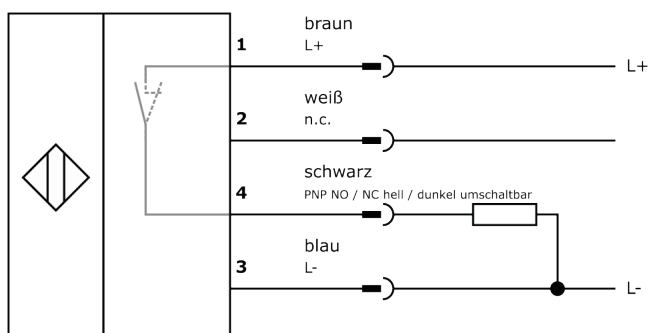 braun
1 L+ L+
weiß
2 n.c.
schwarz
4 PNP NO / NC hell / dunkel umschaltbar
blau
3 L- L-